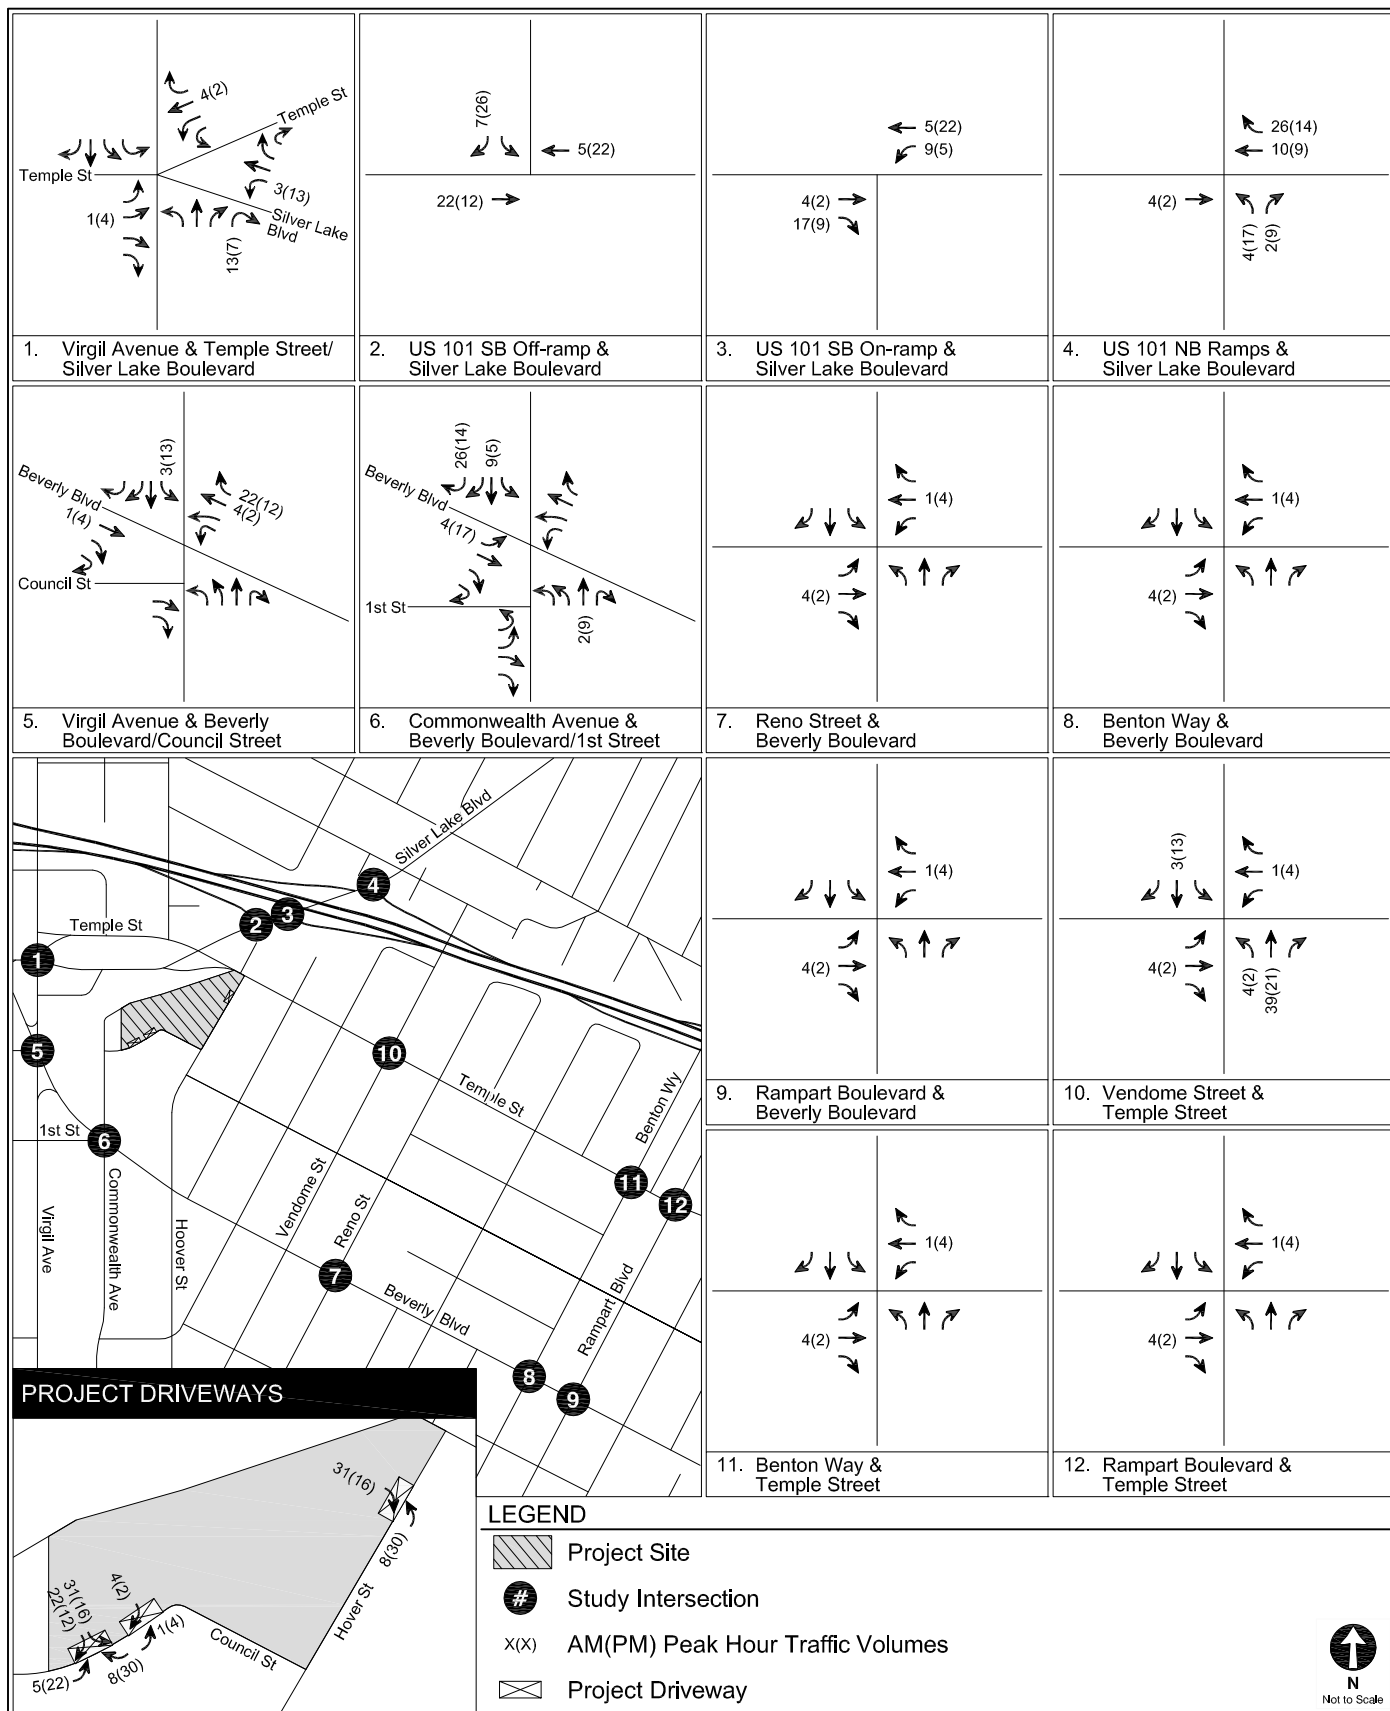 4(2)
Temple St
Temple St
3(13)
1(4)
Silver Lake
Blvd
13(7)
1. Virgil Avenue & Temple Street/
Silver Lake Boulevard
7(26)
5(22)
22(12)
2. US 101 SB Off-ramp &
Silver Lake Boulevard
5(22)
9(5)
4(2)
17(9)
3. US 101 SB On-ramp &
Silver Lake Boulevard
26(14)
10(9)
4(2)
4(17)
2(9)
4. US 101 NB Ramps &
Silver Lake Boulevard
3(13)
Beverly Blvd
22(12)
4(2)
1(4)
Council St
5. Virgil Avenue & Beverly
Boulevard/Council Street
26(14)
9(5)
Beverly Blvd
4(17)
1st St
2(9)
6. Commonwealth Avenue &
Beverly Boulevard/1st Street
1(4)
4(2)
7. Reno Street &
Beverly Boulevard
1(4)
4(2)
8. Benton Way &
Beverly Boulevard
Silver Lake Blvd
4
3
2
Temple St
1
5
10
Temple St
Benton Wy
1st St
6
11
12
Commonwealth Ave
Virgil Ave
Hoover St
Vendome St
Reno St
7
Beverly Blvd
Rampart Blvd
8
9
1(4)
4(2)
9. Rampart Boulevard &
Beverly Boulevard
3(13)
1(4)
4(2)
4(2)
39(21)
10. Vendome Street &
Temple Street
1(4)
4(2)
11. Benton Way &
Temple Street
1(4)
4(2)
12. Rampart Boulevard &
Temple Street
PROJECT DRIVEWAYS
31(16)
8(30)
31(16)
22(12)
4(2)
1(4)
8(30)
5(22)
Council St
Hover St
LEGEND
Project Site
# Study Intersection
X(X) AM(PM) Peak Hour Traffic Volumes
Project Driveway
N
Not to Scale